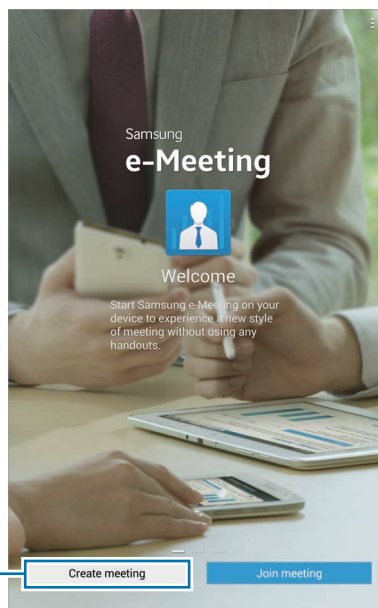 Samsung
e-Meeting
Welcome
Start Samsung e-Meeting on your
device to experience a new style
of meeting without using any
handouts.
Create meeting
Join meeting